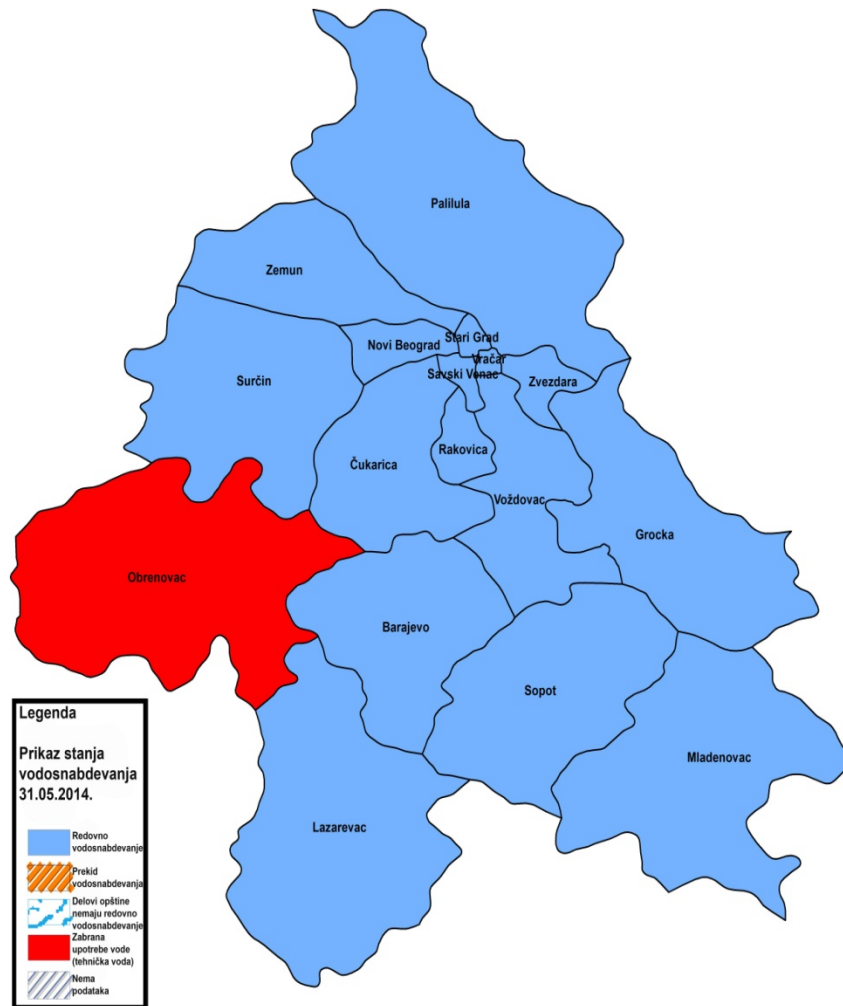 Palilula
Zemun
Stari Grad
Novi Beograd
Vračar
Savski Venac
Zvezdara
Surčin
Rakovica
Čukarica
Voždovac
Grocka
Obrenovac
Barajevo
Sopot
Mladenovac
Lazarevac
Legenda
Prikaz stanja
vodosnabdevanja
31.05.2014.
Redovno
vodosnabdevanje
Prekid
vodosnabdevanja
Delovi opštine
nemaju redovno
vodosnabdevanje
Zabrana
upotrebe vode
(tehnička voda)
Nema
podataka